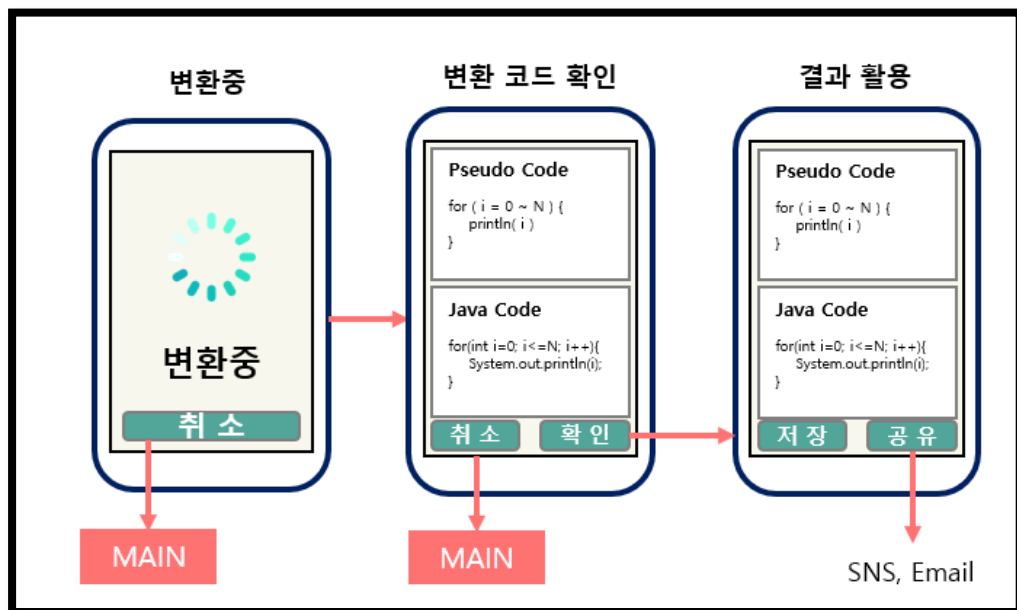 변환중
변환중
취 소
MAIN
변환 코드 확인
Pseudo Code
for ( i = 0 ~ N ) {
println( i )
}
Java Code
for(int i=0; i<=N; i++){
System.out.println(i);
}
취 소
확 인
MAIN
결과 활용
Pseudo Code
for ( i = 0 ~ N ) {
println( i )
}
Java Code
for(int i=0; i<=N; i++){
System.out.println(i);
}
저 장
공 유
SNS, Email